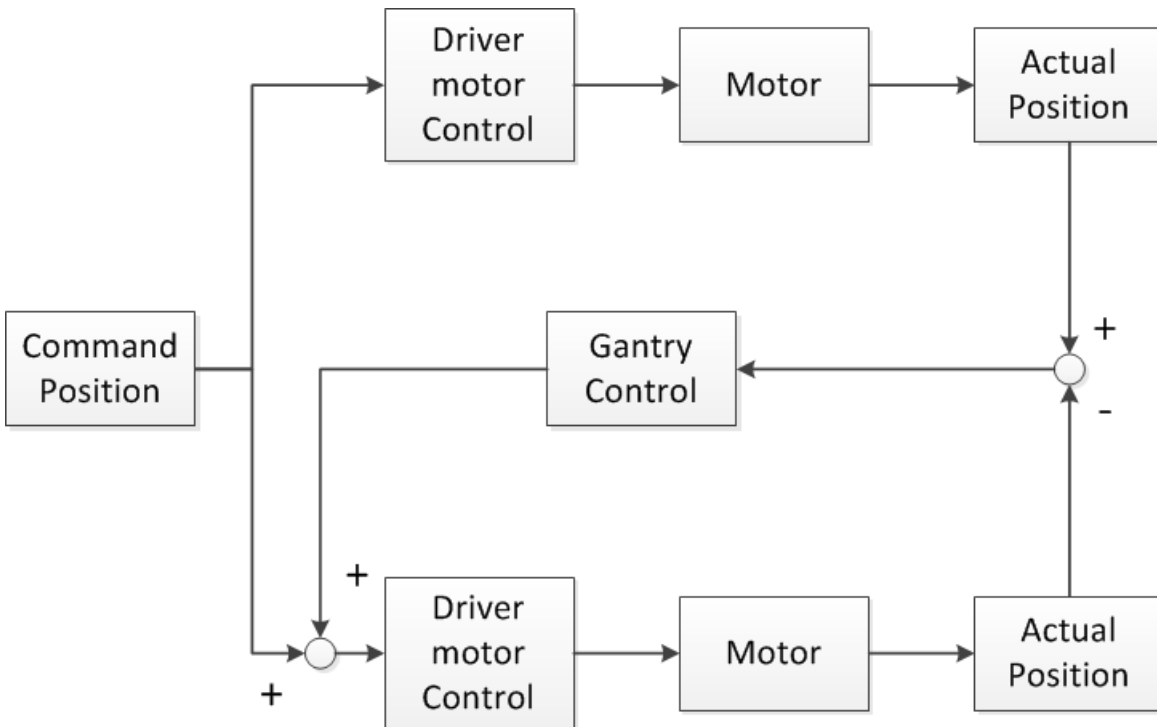 Driver
motor
Control
Motor
Actual
Position
Command
Position
Gantry
Control
+
-
+
+
Driver
motor
Control
Motor
Actual
Position